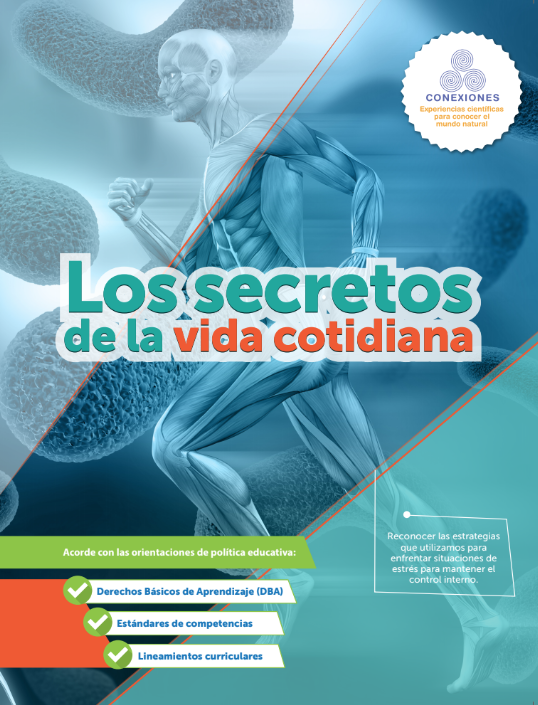 CONEXIONES
Experiencias científicas
para conocer el
mundo natural
Los secretos
de la vida cotidiana
Reconocer las estrategias
que utilizamos para
enfrentar situaciones de
estrés para mantener el
control interno.
Acorde con las orientaciones de política educativa:
Derechos Básicos de Aprendizaje (DBA)
Estándares de competencias
Lineamientos curriculares